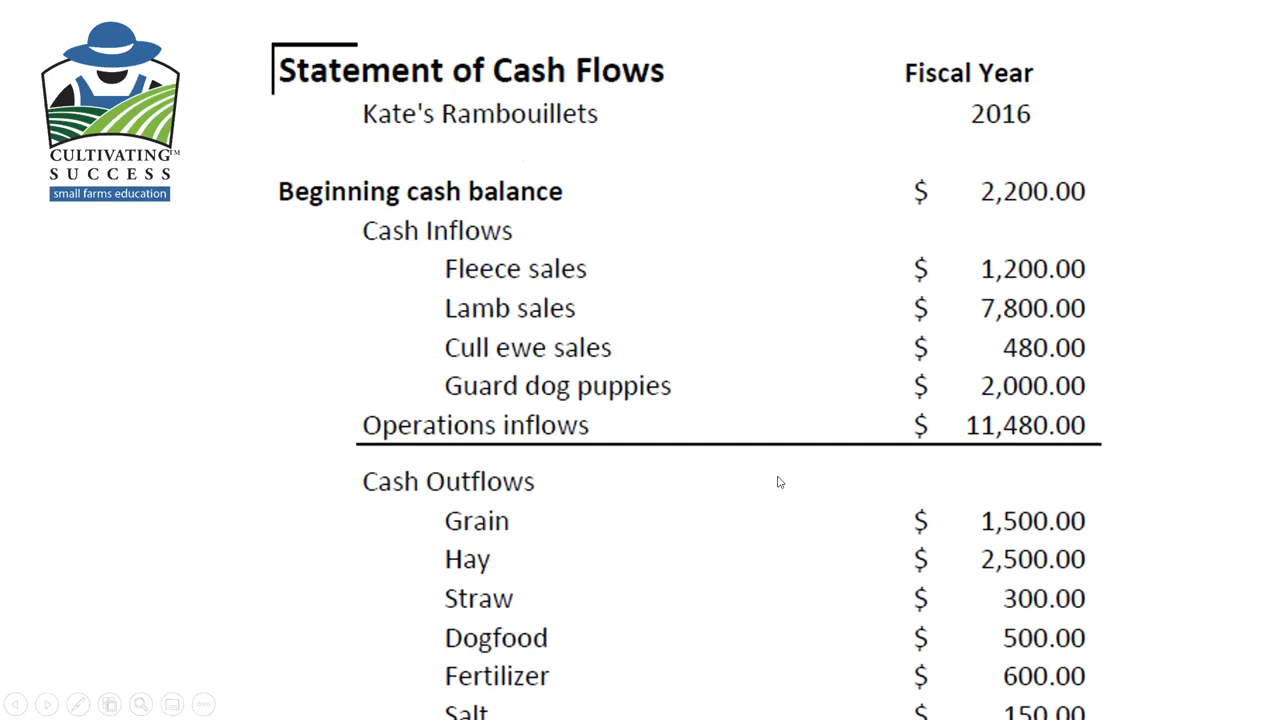 CULTIVATING™
SUCCESS
small farms education
Statement of Cash Flows Fiscal Year
Kate's Rambouillets 2016
Beginning cash balance $ 2,200.00
Cash Inflows
Fleece sales $ 1,200.00
Lamb sales $ 7,800.00
Cull ewe sales $ 480.00
Guard dog puppies $ 2,000.00
Operations inflows $ 11,480.00
Cash Outflows
Grain $ 1,500.00
Hay $ 2,500.00
Straw $ 300.00
Dogfood $ 500.00
Fertilizer $ 600.00
Salt $ 150.00